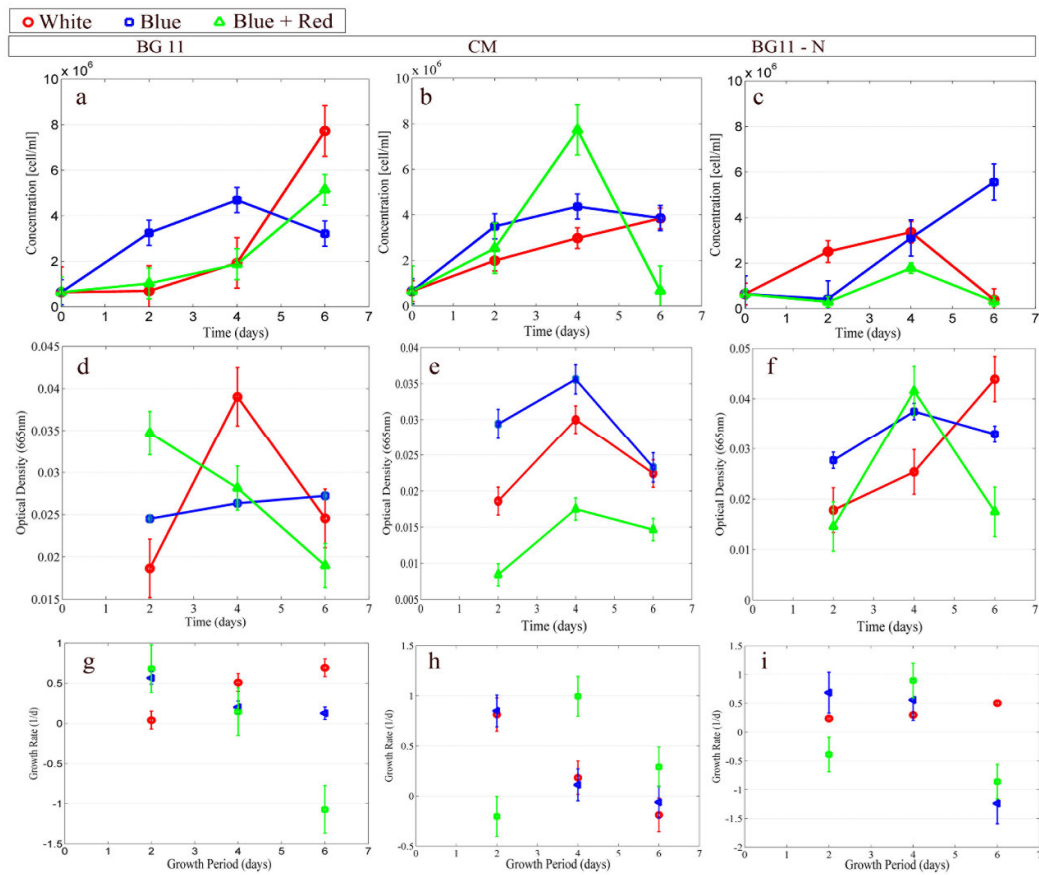 White Blue Blue + Red
BG 11 CM BG11 - N
x 10^6 x 10^6 x 10^6
a b c
Concentration [cell/ml] Concentration [cell/ml] Concentration [cell/ml]
10 10 10
8 8 8
6 6 6
4 4 4
2 2 2
0 0 0
0 1 2 3 4 5 6 7 0 1 2 3 4 5 6 7 0 1 2 3 4 5 6 7
Time (days) Time (days) Time (days)
d e f
Optical Density (665nm) Optical Density (665nm) Optical Density (665nm)
0.045 0.04 0.05
0.04 0.035 0.04
0.035 0.03 0.03
0.03 0.025 0.02
0.025 0.02 0.01
0.02 0.015 0
0.015 0.01
0.005
0 1 2 3 4 5 6 7 0 1 2 3 4 5 6 7 0 1 2 3 4 5 6 7
Time (days) Time (days) Time (days)
g h i
Growth Rate (1/d) Growth Rate (1/d) Growth Rate (1/d)
1 1 1
0.5 0.5 0.5
0 0 0
-0.5 -0.5 -0.5
-1 -1
-1.5 -1.5
-2
0 1 2 3 4 5 6 7 0 1 2 3 4 5 6 7 0 1 2 3 4 5 6 7
Growth Period (days) Growth Period (days) Growth Period (days)